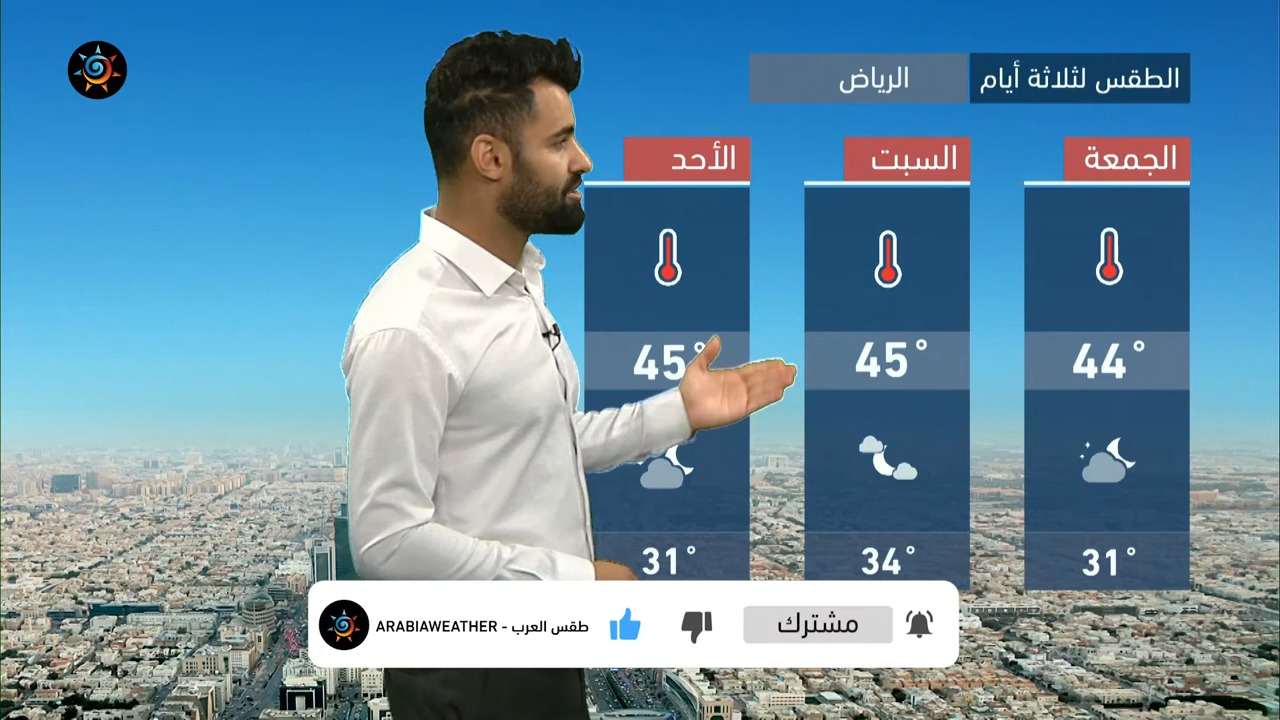 الطقس لثلاثة أيام
الرياض
الجمعة
السبت
الأحد
44°
45°
45°
31°
34°
31°
ARABIAWEATHER - طقس العرب
مشترك